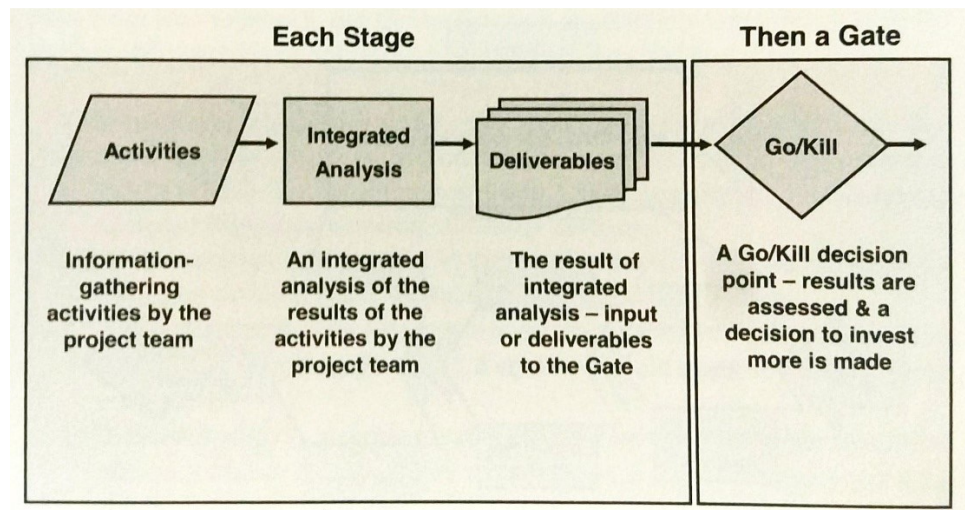 Each Stage
Then a Gate
Activities
Integrated
Analysis
Deliverables
Go/Kill
Information-
gathering
activities by the
project team
An integrated
analysis of the
results of the
activities by the
project team
The result of
integrated
analysis – input
or deliverables
to the Gate
A Go/Kill decision
point – results are
assessed & a
decision to invest
more is made